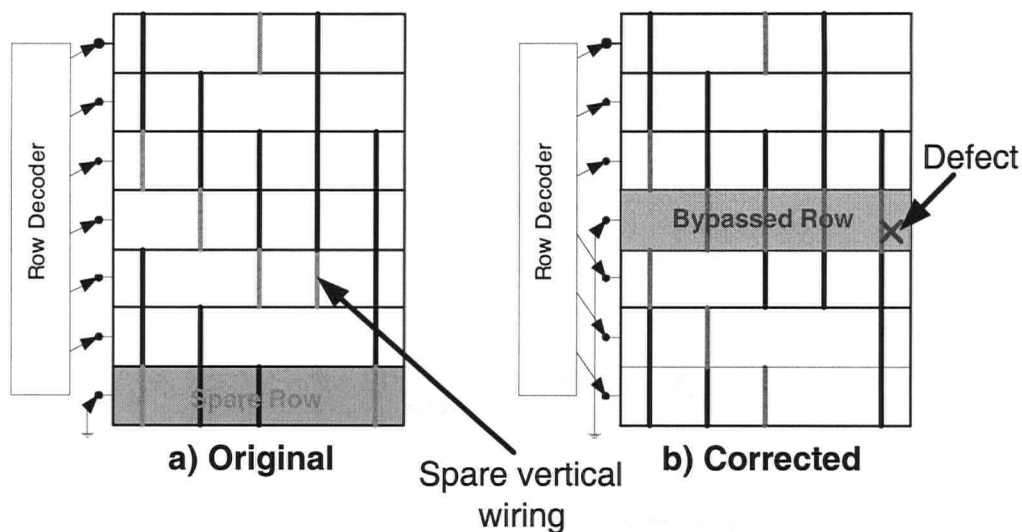 Row Decoder
Spare Row
a) Original
Spare vertical
wiring
Row Decoder
Bypassed Row
Defect
b) Corrected